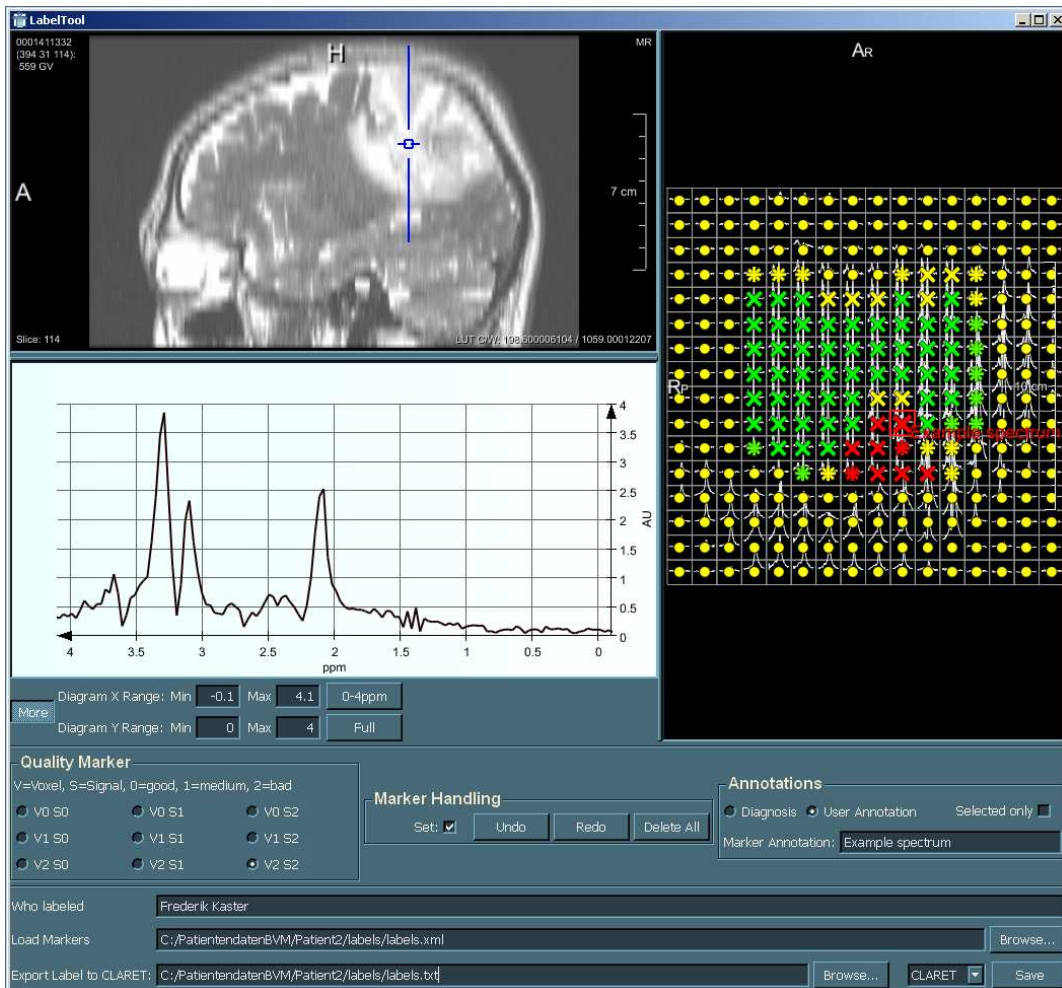 LabelTool
0001411332
(394 31 114):
559 GV
H
MR
A
7 cm
Slice: 114
LUT C/W: 198.600006104 / 1059.00012207
AR
RP
10 cm
Example spectrum
4
3.5
3
2.5
2
1.5
1
0.5
0
AU
4 3.5 3 2.5 2 1.5 1 0.5 0
ppm
More
Diagram X Range: Min -0.1 Max 4.1 0-4ppm
Diagram Y Range: Min 0 Max 4 Full
Quality Marker
V=Voxel, S=Signal, 0=good, 1=medium, 2=bad
V0 S0 V0 S1 V0 S2
V1 S0 V1 S1 V1 S2
V2 S0 V2 S1 V2 S2
Marker Handling
Set: Undo Redo Delete All
Annotations
Diagnosis User Annotation Selected only
Marker Annotation: Example spectrum
Who labeled Frederik Kaster
Load Markers C:/PatientendatenBVM/Patient2/labels/labels.xml Browse...
Export Label to CLARET: C:/PatientendatenBVM/Patient2/labels/labels.txt Browse... CLARET Save